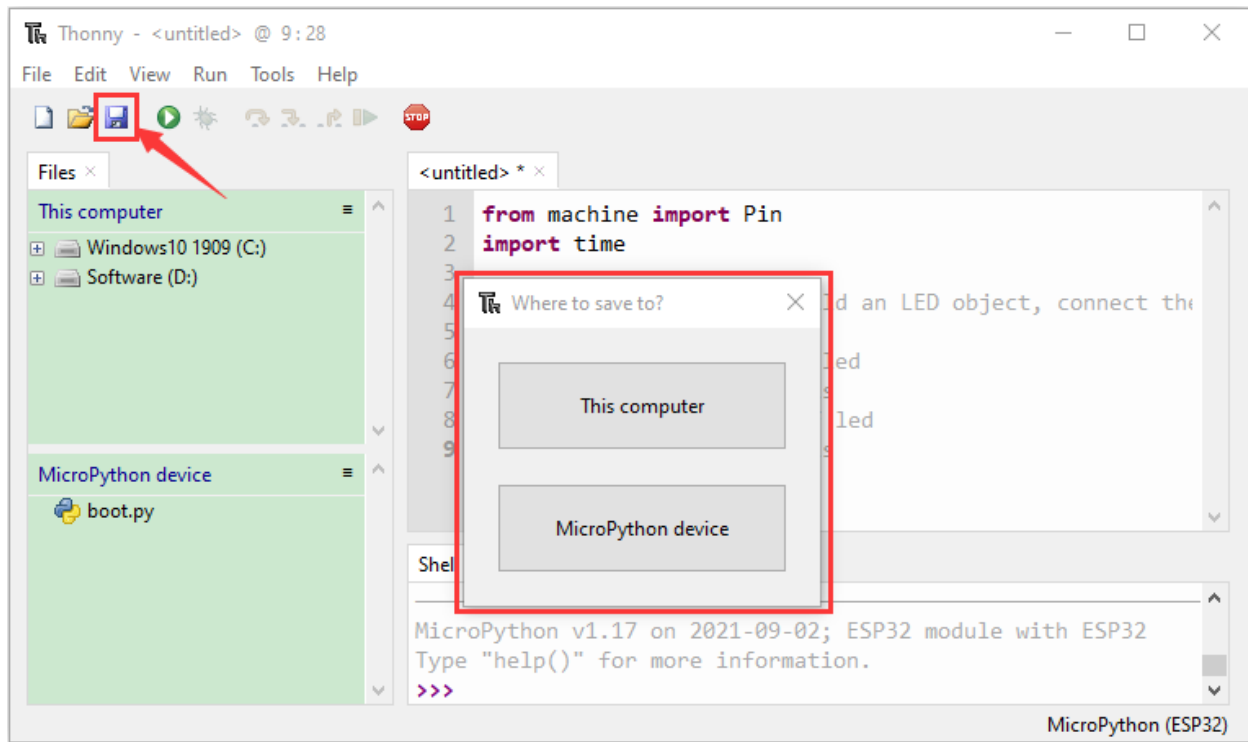 Thonny - <untitled> @ 9:28
File Edit View Run Tools Help
STOP
Files
<untitled> *
This computer
Windows10 1909 (C:)
Software (D:)
MicroPython device
boot.py
1 from machine import Pin
2 import time
3
4 an LED object, connect the
5
6 led
7
8 led
9
Where to save to?
This computer
MicroPython device
Shel
MicroPython v1.17 on 2021-09-02; ESP32 module with ESP32
Type "help()" for more information.
>>>
MicroPython (ESP32)